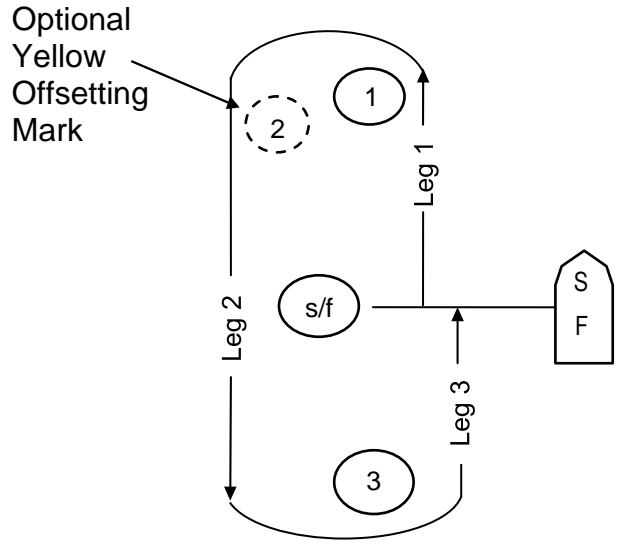 Optional
Yellow
Offsetting
Mark
1
2
Leg 1
s/f
S
F
Leg 2
Leg 3
3